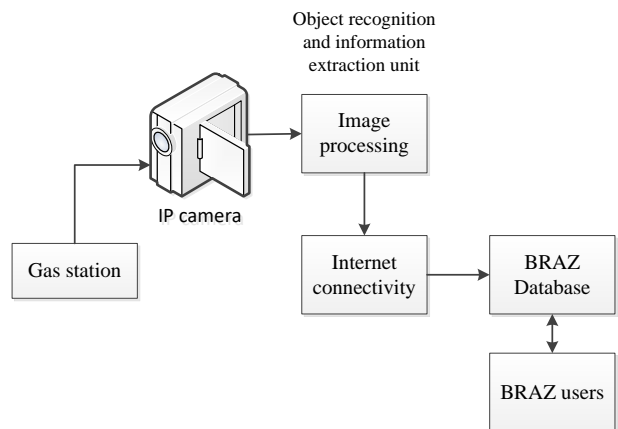 Object recognition
and information
extraction unit
Image
processing
IP camera
Gas station
Internet
connectivity
BRAZ
Database
BRAZ users